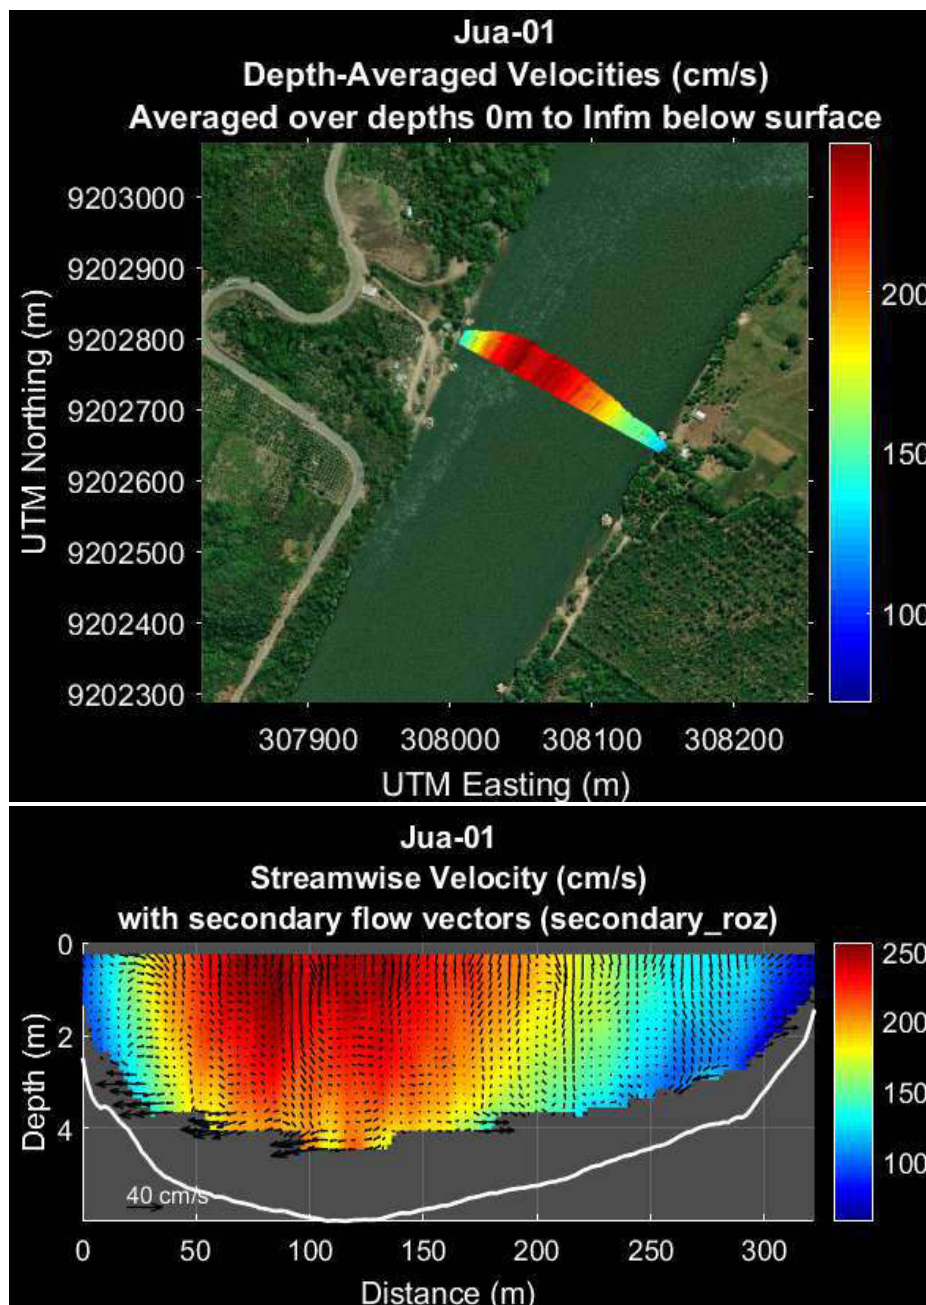 Jua-01
Depth-Averaged Velocities (cm/s)
Averaged over depths 0m to Infm below surface
UTM Northing (m)
9203000
9202900
9202800
9202700
9202600
9202500
9202400
9202300
307900 308000 308100 308200
UTM Easting (m)
200
150
100
Jua-01
Streamwise Velocity (cm/s)
with secondary flow vectors (secondary_roz)
Depth (m)
0
2
4
40 cm/s
0 50 100 150 200 250 300
Distance (m)
250
200
150
100